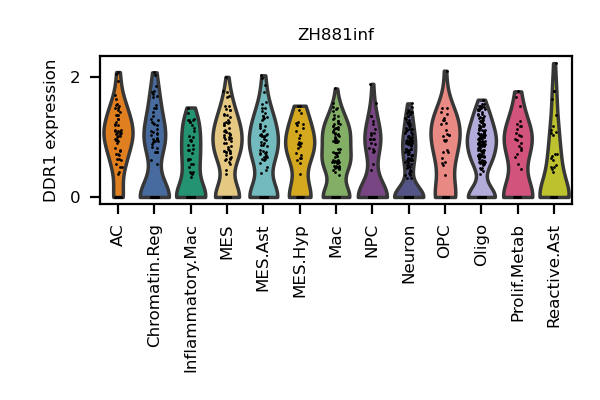 ZH881inf
DDR1 expression
2
0
AC
Chromatin.Reg
Inflammatory.Mac
MES
MES.Ast
MES.Hyp
Mac
NPC
Neuron
OPC
Oligo
Prolif.Metab
Reactive.Ast